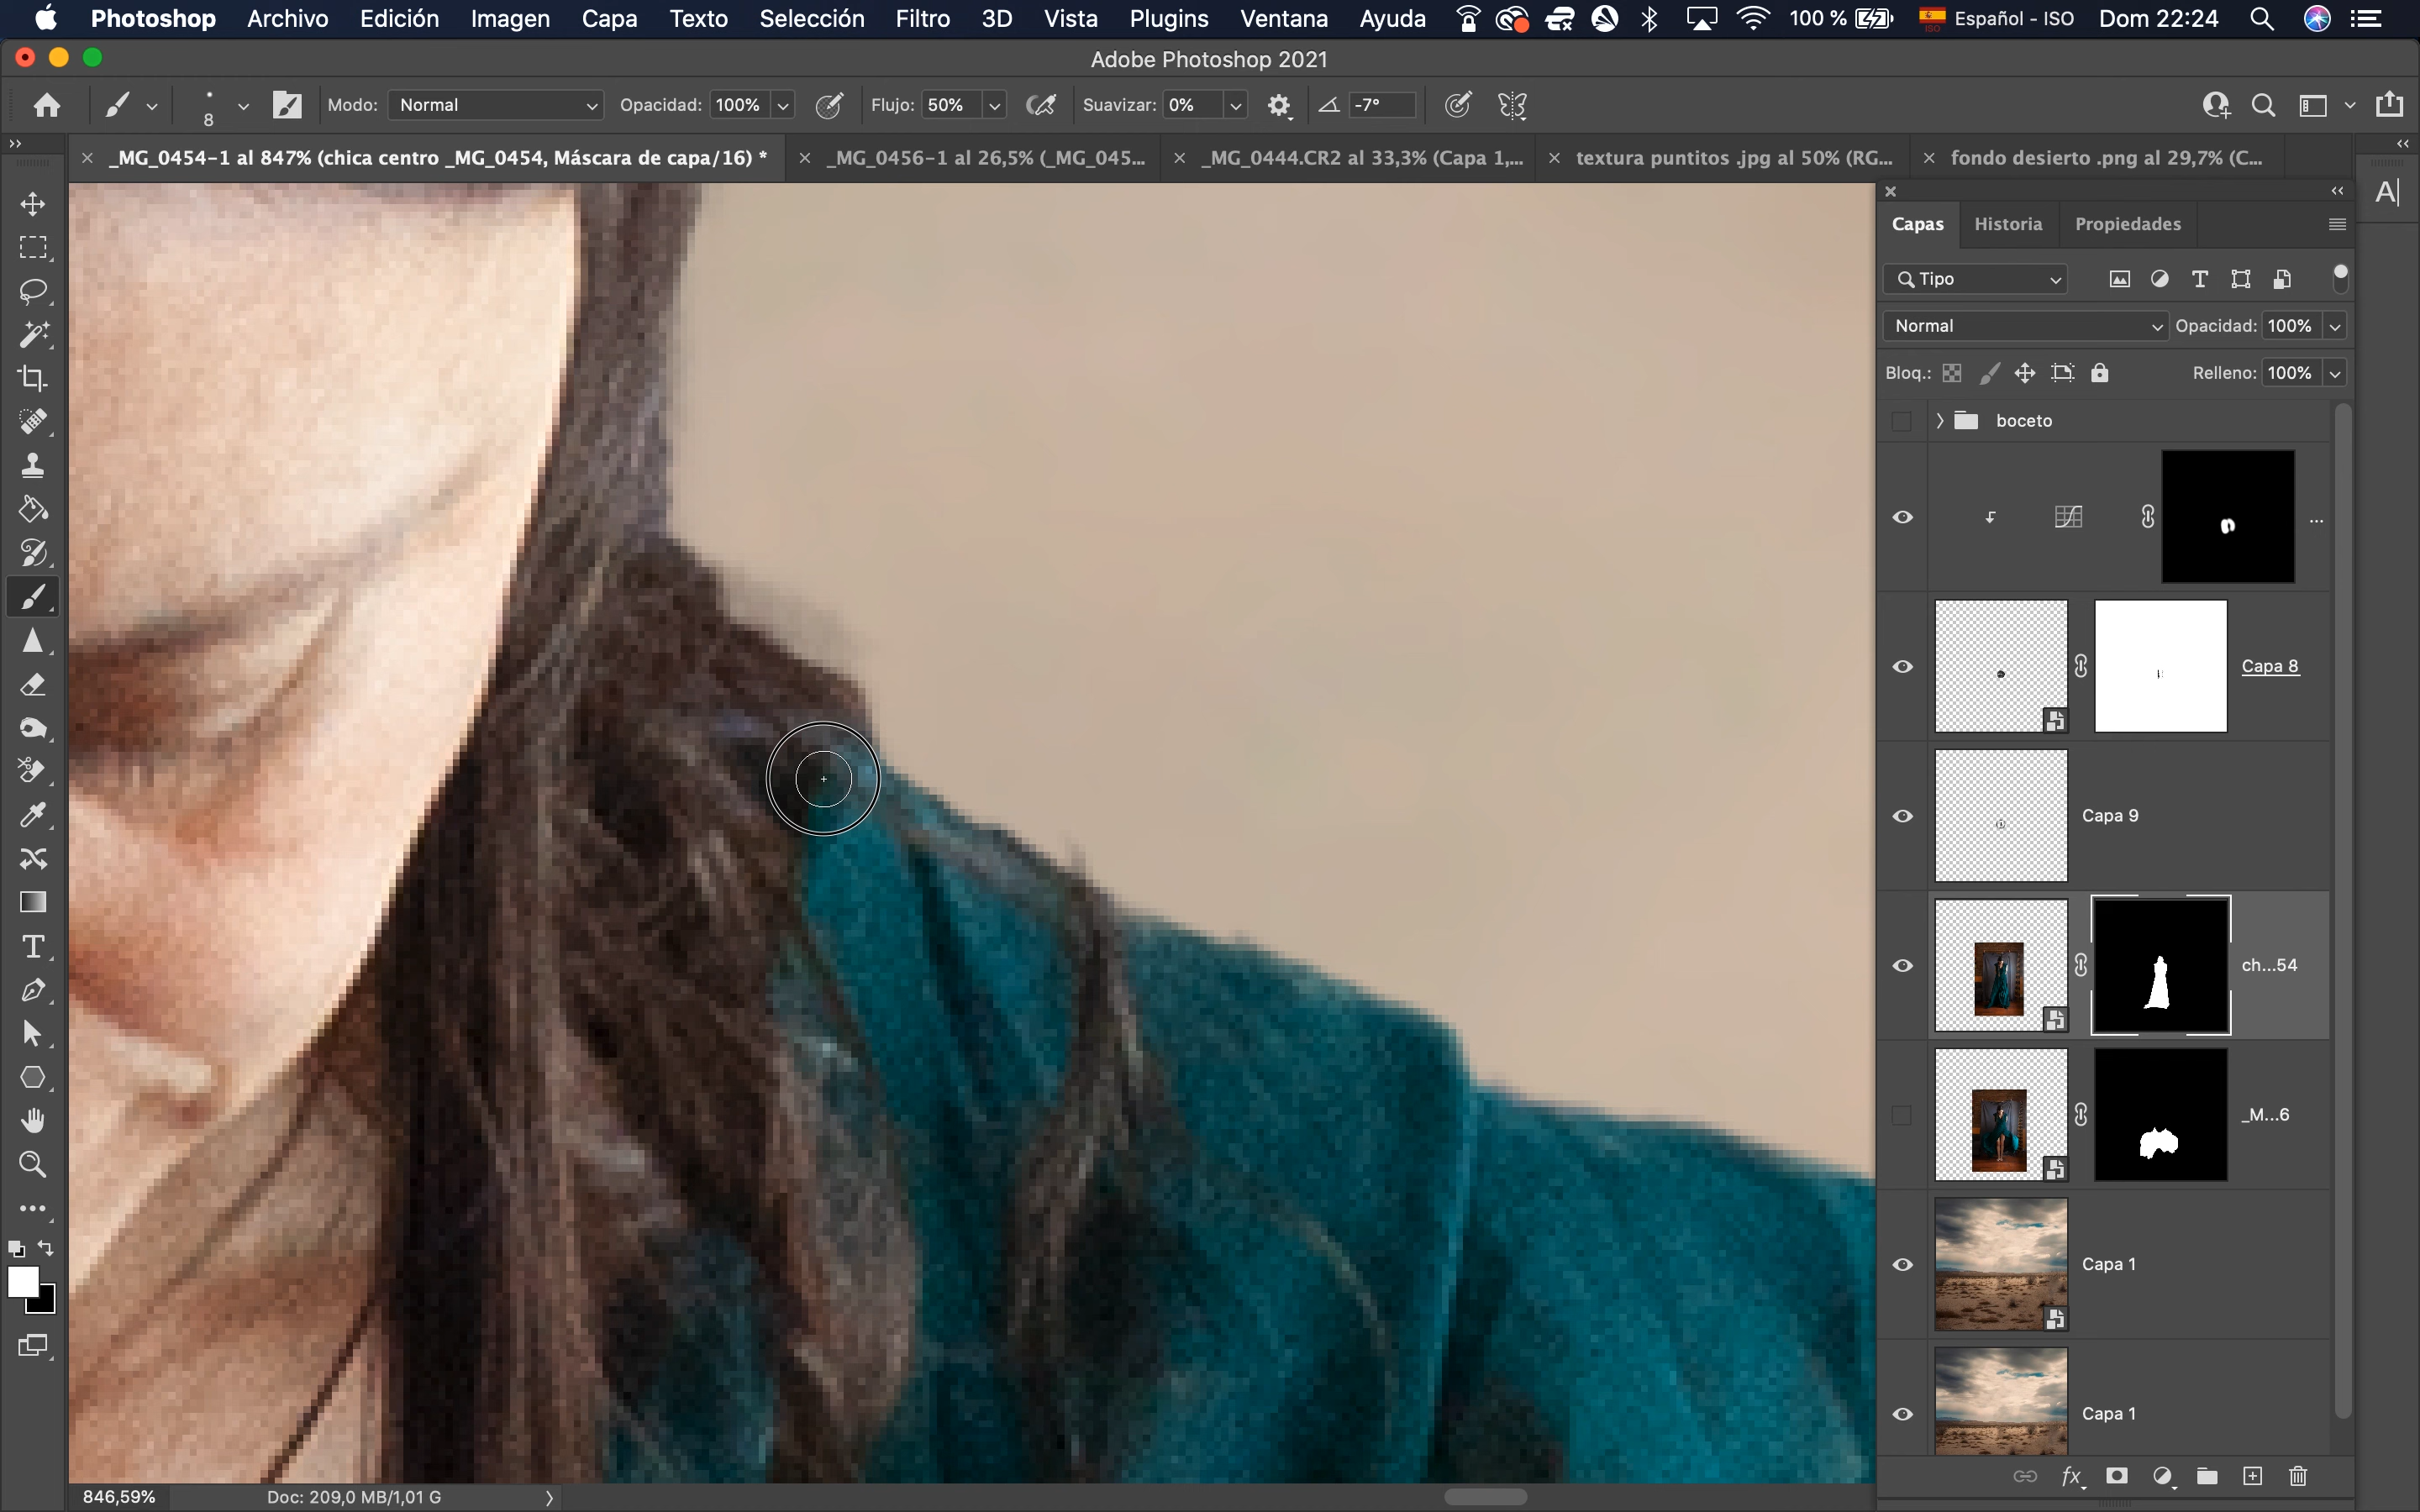 Photoshop Archivo Edición Imagen Capa Texto Selección Filtro 3D Vista Plugins Ventana Ayuda 100 % ISO Español - ISO Dom 22:24
Adobe Photoshop 2021
8 Modo: Normal Opacidad: 100% Flujo: 50% Suavizar: 0% -7°
_MG_0454-1 al 847% (chica centro _MG_0454, Máscara de capa/16) * _MG_0456-1 al 26,5% (_MG_045... _MG_0444.CR2 al 33,3% (Capa 1,... textura puntitos .jpg al 50% (RG... fondo desierto .png al 29,7% (C...
A
Capas Historia Propiedades
Tipo
Normal Opacidad: 100%
Bloq.: Relleno: 100%
boceto
...
Capa 8
Capa 9
ch...54
_M...6
Capa 1
Capa 1
fx
846,59% Doc: 209,0 MB/1,01 G